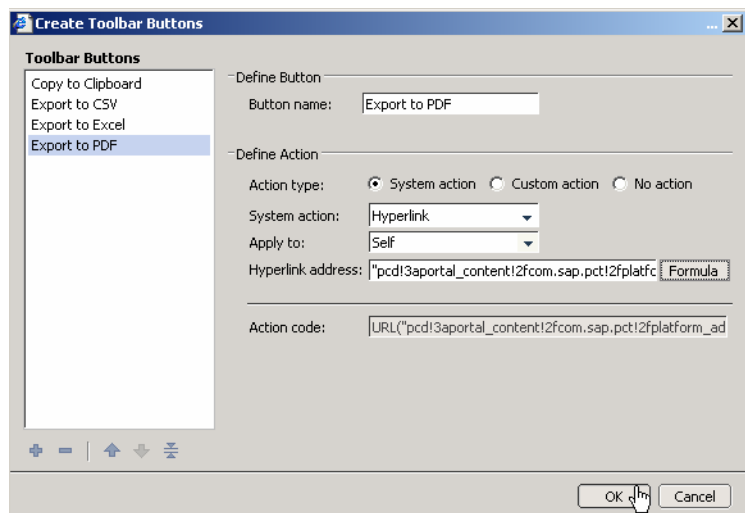 Create Toolbar Buttons ...
Toolbar Buttons
Copy to Clipboard
Export to CSV
Export to Excel
Export to PDF
Define Button
Button name: Export to PDF
Define Action
Action type: System action Custom action No action
System action: Hyperlink
Apply to: Self
Hyperlink address: "pcd!3aportal_content!2fcom.sap.pct!2fplatfc Formula
Action code: URL("pcd!3aportal_content!2fcom.sap.pct!2fplatform_ad
OK Cancel